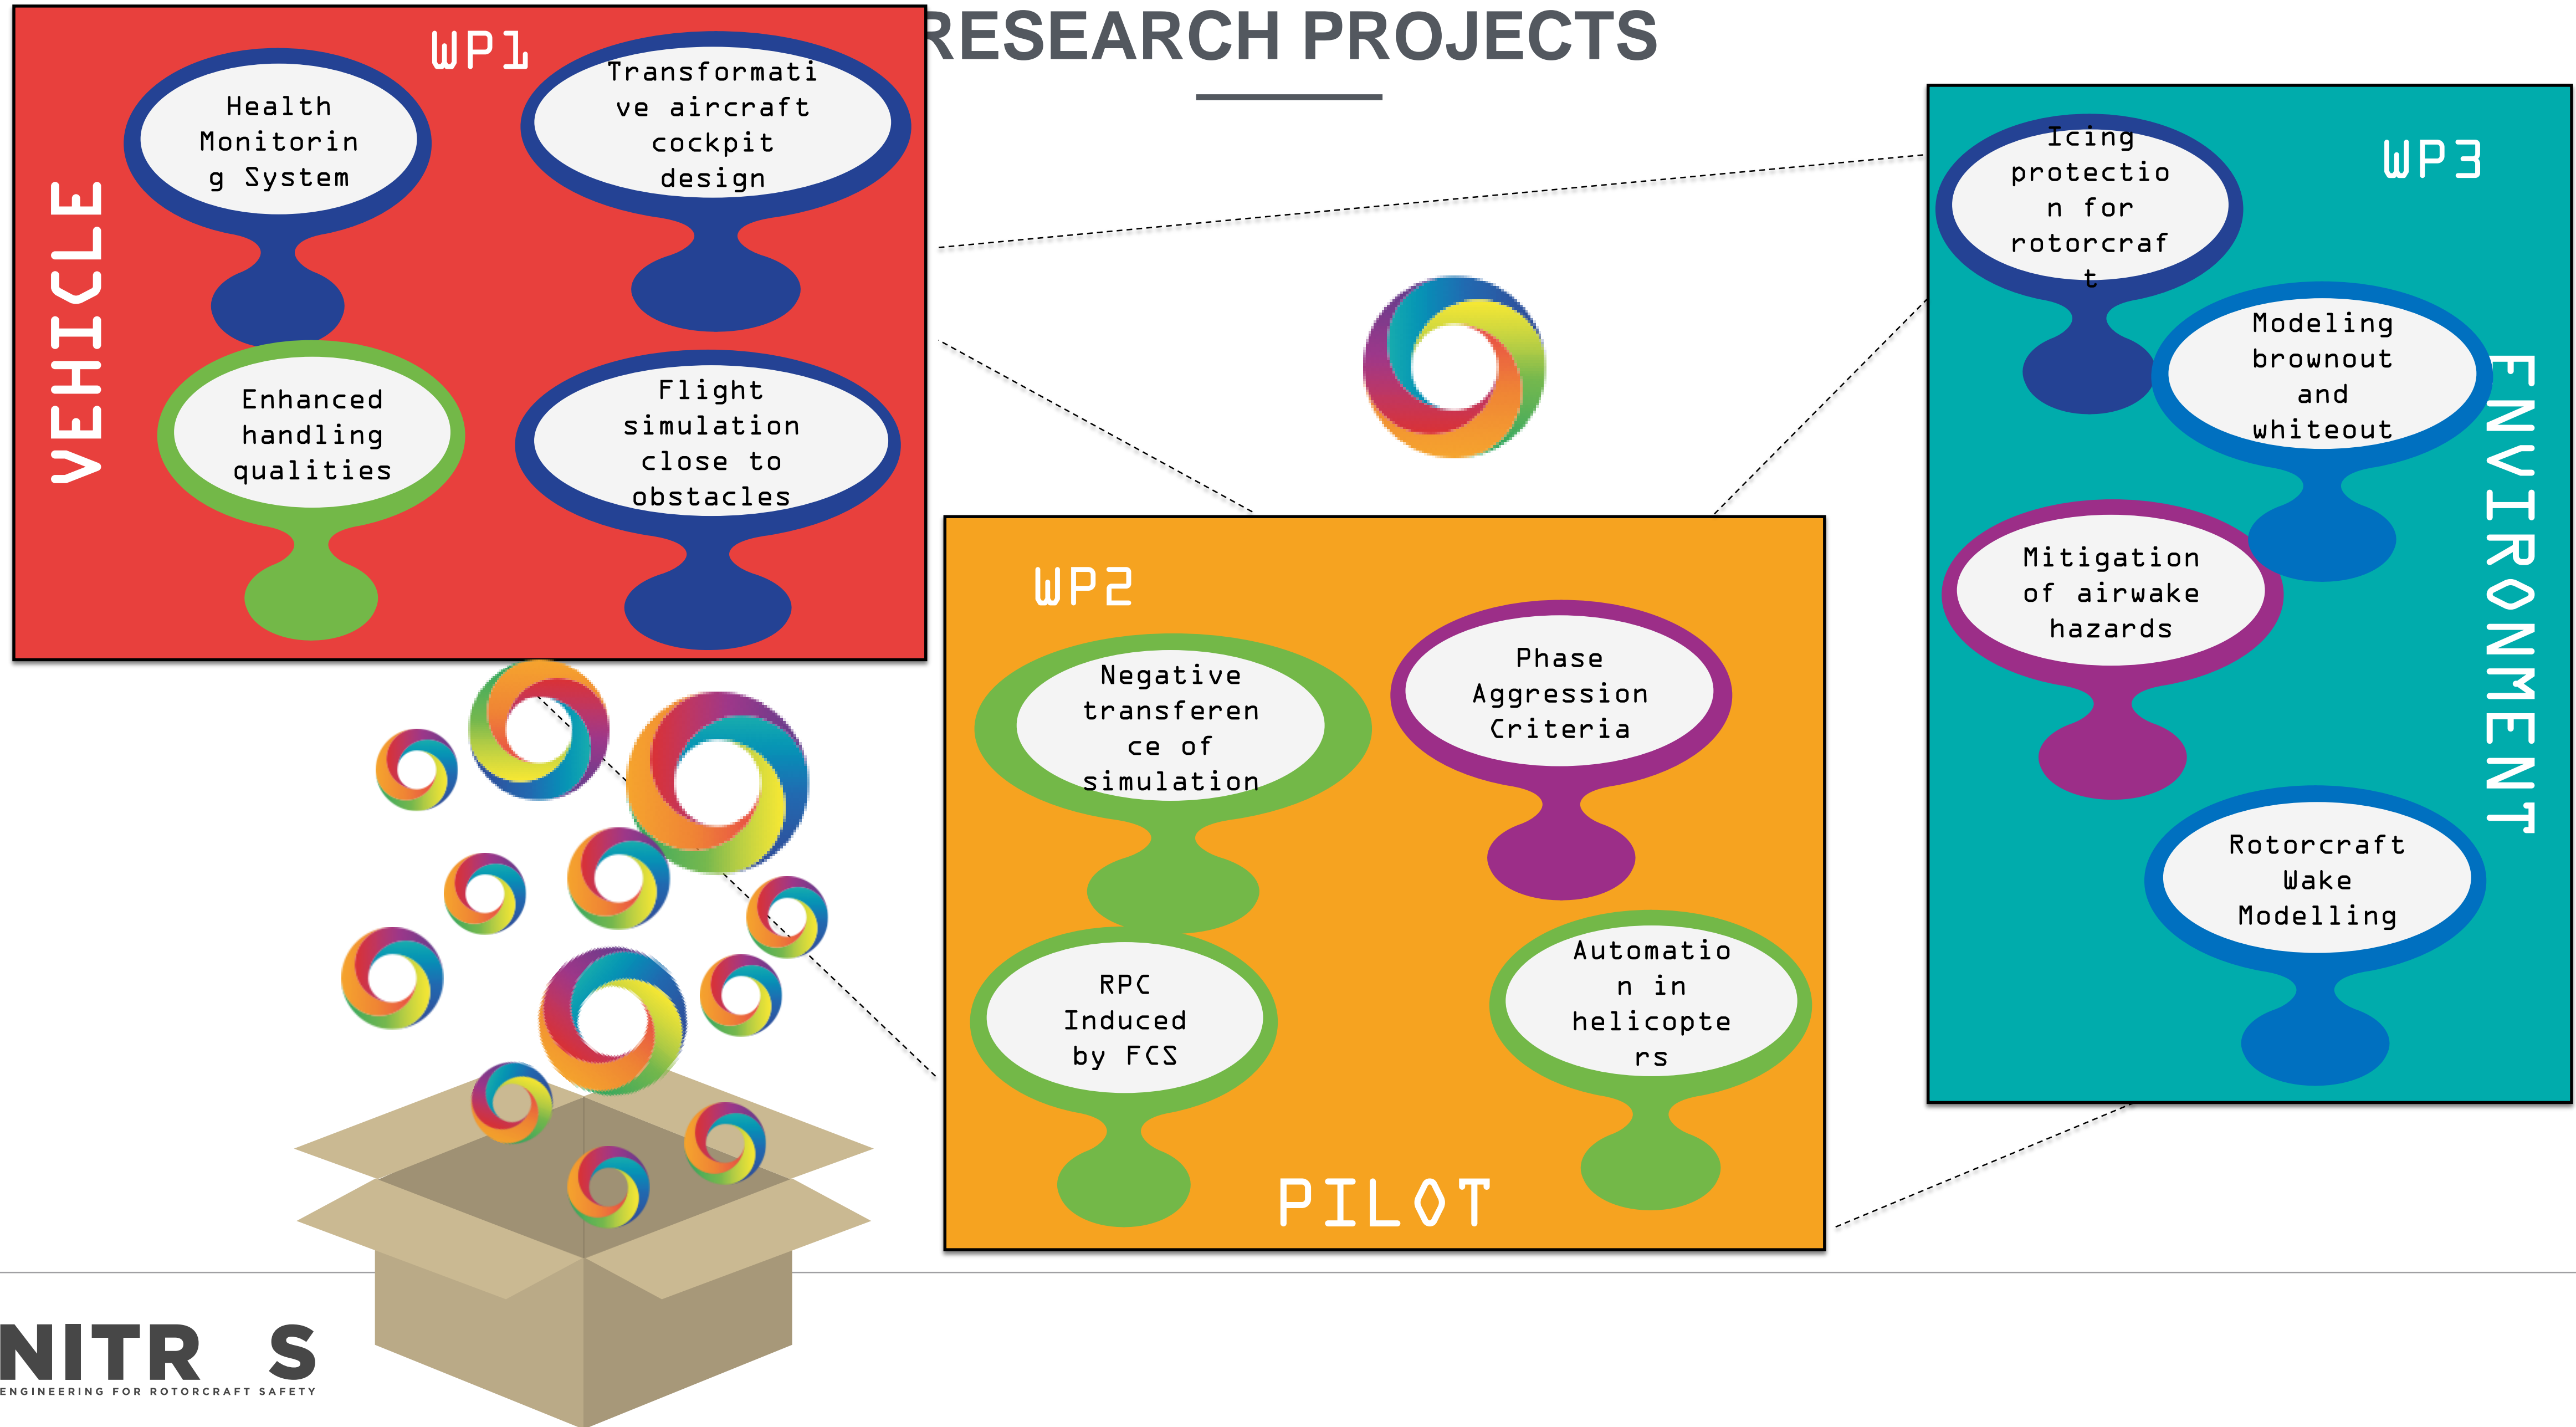 RESEARCH PROJECTS
WP1
VEHICLE
Health
Monitorin
g System
Transformati
ve aircraft
cockpit
design
Enhanced
handling
qualities
Flight
simulation
close to
obstacles
WP2
Negative
transferen
ce of
simulation
Phase
Aggression
Criteria
RPC
Induced
by FCS
Automatio
n in
helicopte
rs
PILOT
WP3
ENVIRONMENT
Icing
protectio
n for
rotorcraf
t
Modeling
brownout
and
whiteout
Mitigation
of airwake
hazards
Rotorcraft
Wake
Modelling
NITR S
ENGINEERING FOR ROTORCRAFT SAFETY